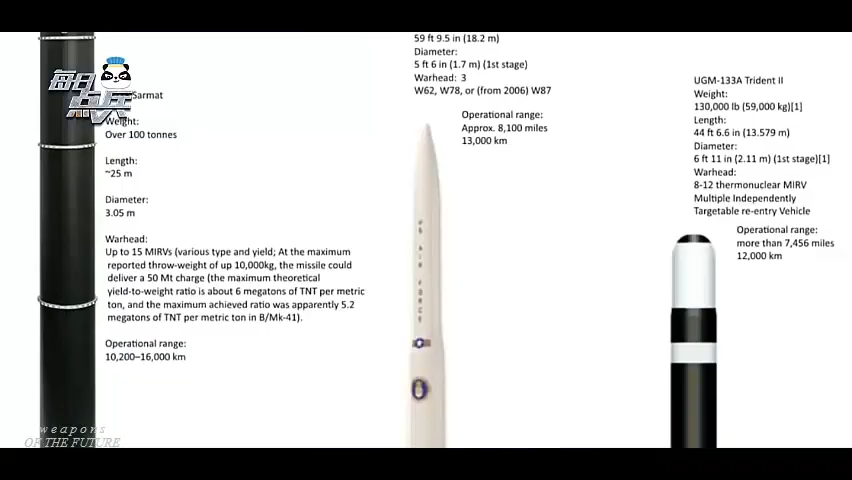 每日
点兵
Sarmat
Weight:
Over 100 tonnes
Length:
~25 m
Diameter:
3.05 m
Warhead:
Up to 15 MIRVs (various type and yield; At the maximum
reported throw-weight of up 10,000kg, the missile could
deliver a 50 Mt charge (the maximum theoretical
yield-to-weight ratio is about 6 megatons of TNT per metric
ton, and the maximum achieved ratio was apparently 5.2
megatons of TNT per metric ton in B/Mk-41).
Operational range:
10,200–16,000 km
weapons
OF THE FUTURE
59 ft 9.5 in (18.2 m)
Diameter:
5 ft 6 in (1.7 m) (1st stage)
Warhead: 3
W62, W78, or (from 2006) W87
Operational range:
Approx. 8,100 miles
13,000 km
US AIR FORCE
UGM-133A Trident II
Weight:
130,000 lb (59,000 kg)[1]
Length:
44 ft 6.6 in (13.579 m)
Diameter:
6 ft 11 in (2.11 m) (1st stage)[1]
Warhead:
8-12 thermonuclear MIRV
Multiple Independently
Targetable re-entry Vehicle
Operational range:
more than 7,456 miles
12,000 km